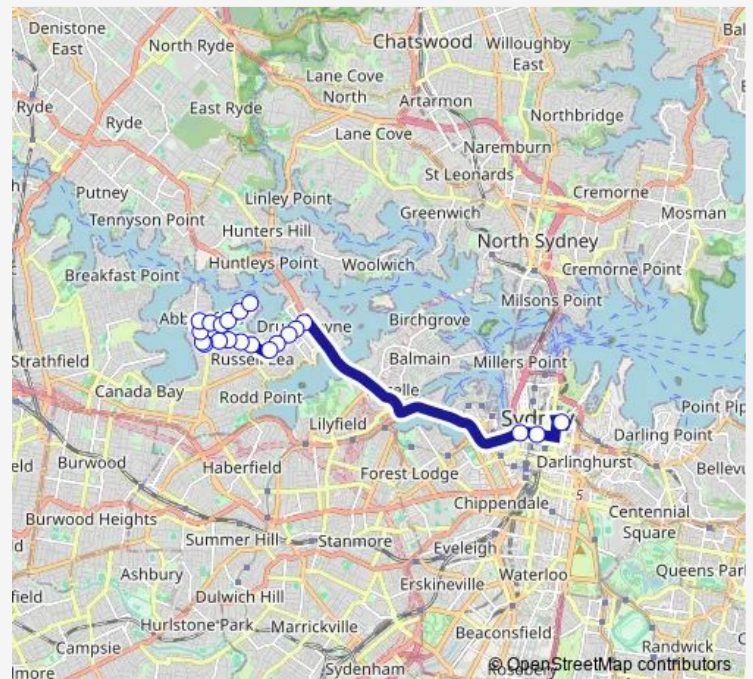 Denistone
East
North Ryde
Chatswood
Willoughby
East
Lane Cove
North
Ryde
East Ryde
Artarmon
Northbridge
Ryde
Lane Cove
Naremburn
St Leonards
Putney
Linley Point
Cremorne
Tennyson Point
Greenwich
Mosman
Hunters Hill
North Sydney
Breakfast Point
Huntleys Point
Woolwich
Cremorne Point
Milsons Point
Birchgrove
Strathfield
Balmain
Millers Point
Canada Bay
Rodd Point
Lilyfield
Darling Point
Burwood
Haberfield
Forest Lodge
Darlinghurst
Chippendale
Burwood Heights
5
Centennial
Square
Summer Hill
Stanmore
Eveleigh
Ashbury
Erskineville
Waterloo
Dulwich Hill
Hurlstone Park
Marrickville
Beaconsfield
Campsie
Randwick
Sydenham
© OpenStreetMap contributors